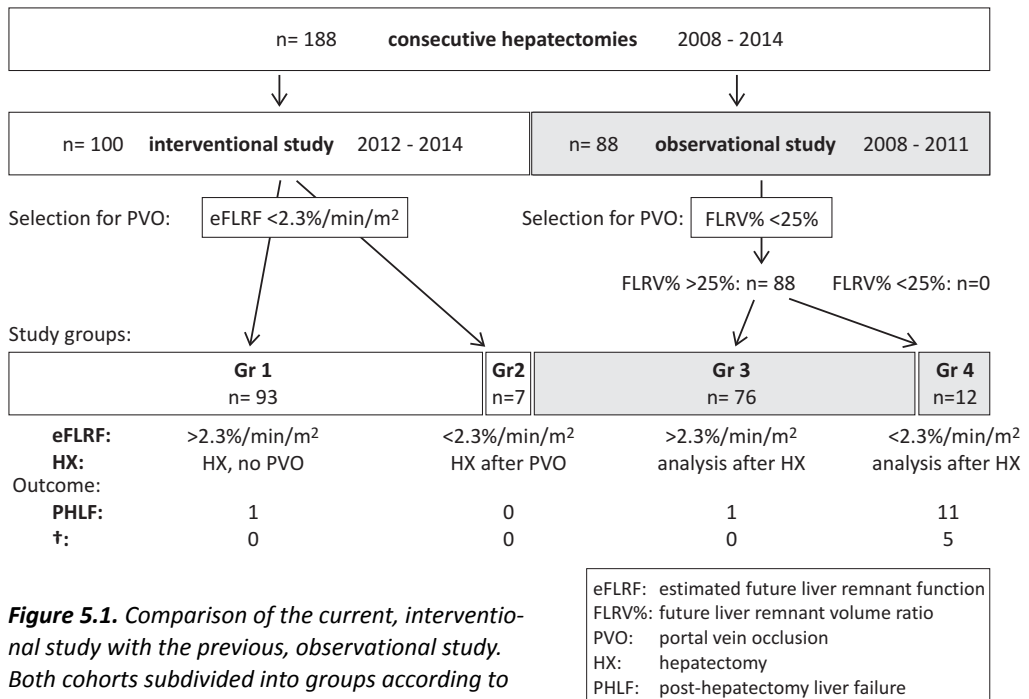 n= 188 consecutive hepatectomies 2008 - 2014
n= 100 interventional study 2012 - 2014
n= 88 observational study 2008 - 2011
Selection for PVO: eFLRF <2.3%/min/m²
Selection for PVO: FLRV% <25%
FLRV% >25%: n= 88 FLRV% <25%: n=0
Study groups:
Gr 1
n= 93
Gr2
n=7
Gr 3
n= 76
Gr 4
n=12
eFLRF: >2.3%/min/m² <2.3%/min/m² >2.3%/min/m² <2.3%/min/m²
HX: HX, no PVO HX after PVO analysis after HX analysis after HX
Outcome:
PHLF: 1 0 1 11
†: 0 0 0 5
Figure 5.1. Comparison of the current, interventio-
nal study with the previous, observational study.
Both cohorts subdivided into groups according to
eFLRF: estimated future liver remnant function
FLRV%: future liver remnant volume ratio
PVO: portal vein occlusion
HX: hepatectomy
PHLF: post-hepatectomy liver failure